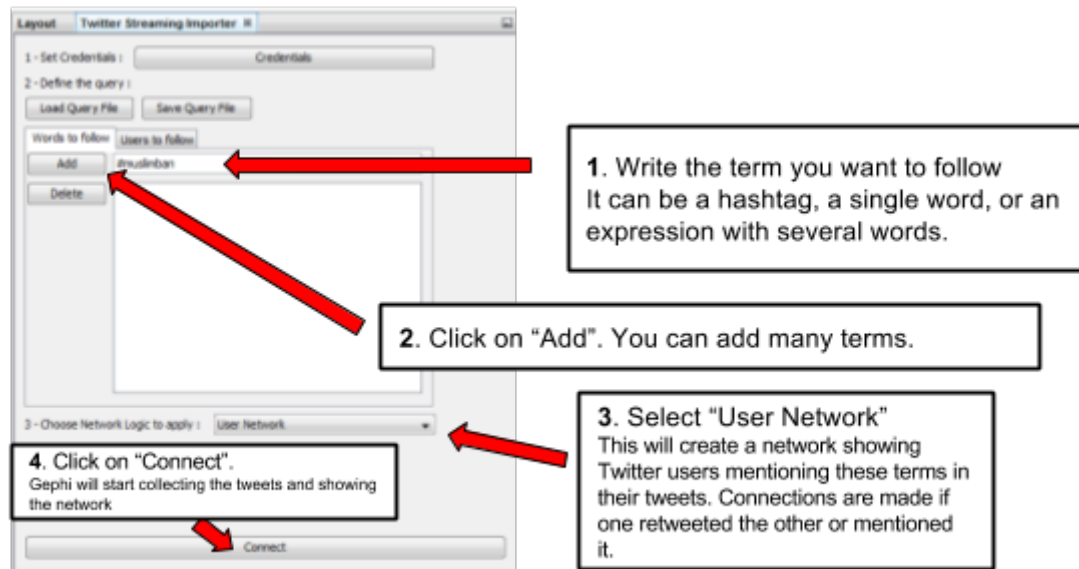 Layout Twitter Streaming Importer
1 - Set Credentials : Credentials
2 - Define the query :
Load Query File Save Query File
Words to follow Users to follow
Add #muslimban
Delete
1. Write the term you want to follow
It can be a hashtag, a single word, or an
expression with several words.
2. Click on “Add”. You can add many terms.
3 - Choose Network Logic to apply : User Network
3. Select “User Network”
This will create a network showing
Twitter users mentioning these terms in
their tweets. Connections are made if
one retweeted the other or mentioned
it.
4. Click on “Connect”.
Gephi will start collecting the tweets and showing
the network
Connect